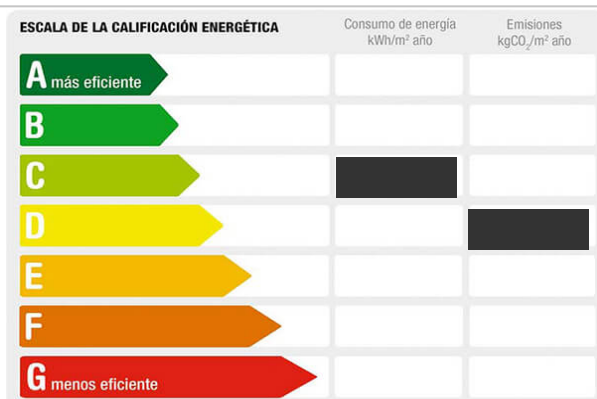 ESCALA DE LA CALIFICACIÓN ENERGÉTICA
Consumo de energía
kWh/m² año
Emisiones
kgCO₂/m² año
A más eficiente
B
C
D
E
F
G menos eficiente